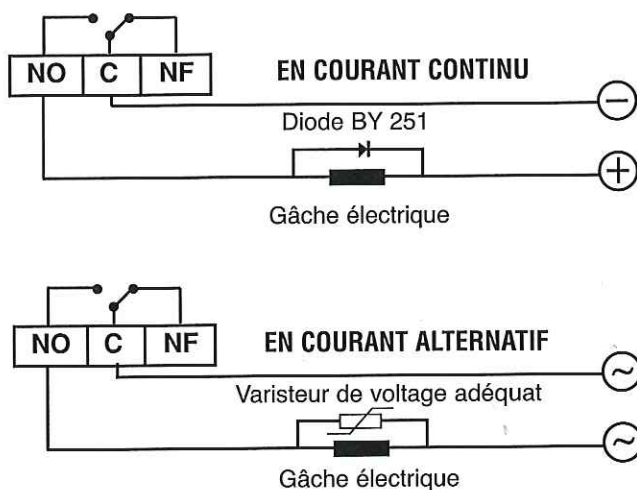 NO C NF
EN COURANT CONTINU
−
Diode BY 251
+
Gâche électrique
NO C NF
EN COURANT ALTERNATIF
~
Varisteur de voltage adéquat
~
Gâche électrique